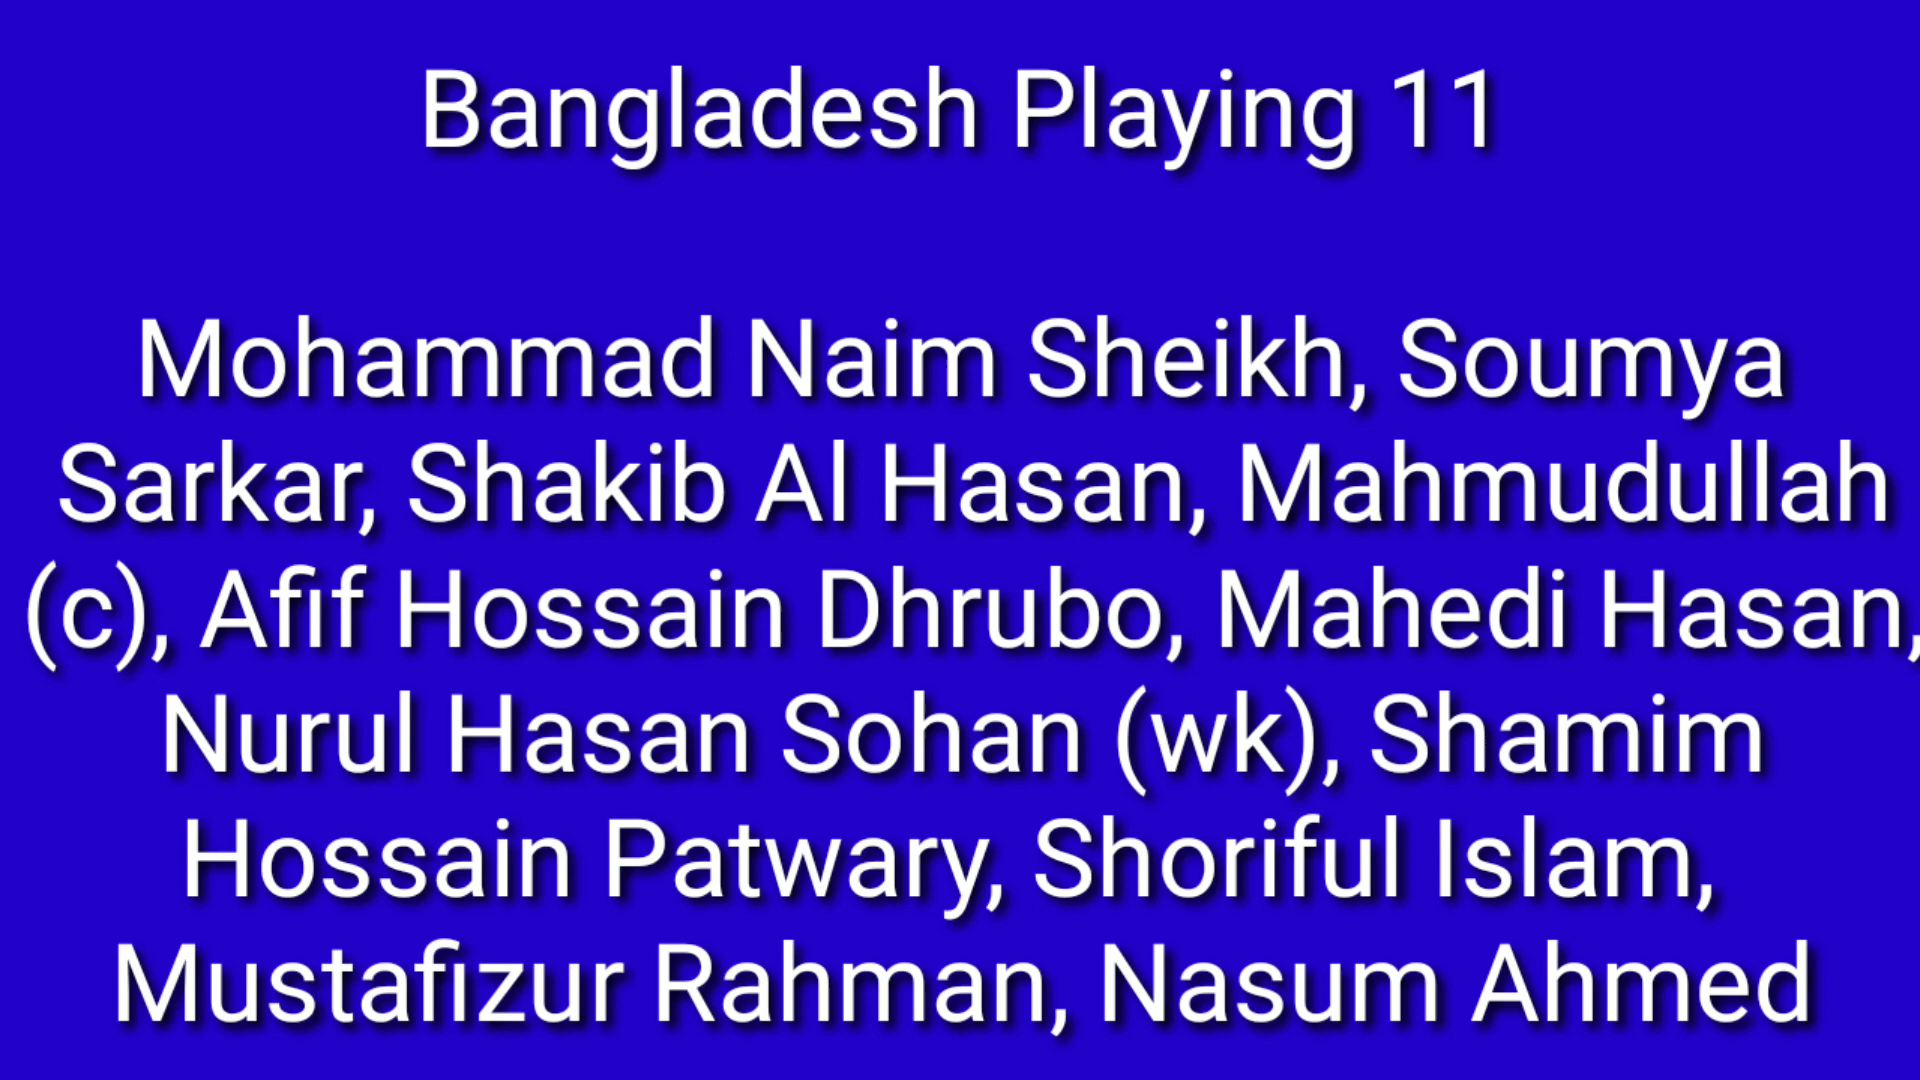 Bangladesh Playing 11
Mohammad Naim Sheikh, Soumya
Sarkar, Shakib Al Hasan, Mahmudullah
(c), Afif Hossain Dhrubo, Mahedi Hasan,
Nurul Hasan Sohan (wk), Shamim
Hossain Patwary, Shoriful Islam,
Mustafizur Rahman, Nasum Ahmed